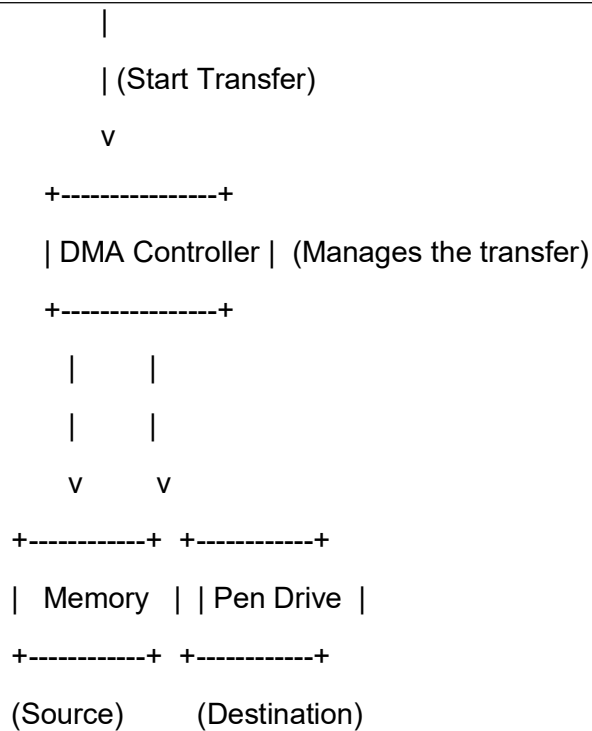 |
| (Start Transfer)
v
+----------------+
| DMA Controller | (Manages the transfer)
+----------------+
| |
| |
v v
+------------+ +------------+
| Memory | | Pen Drive |
+------------+ +------------+
(Source) (Destination)